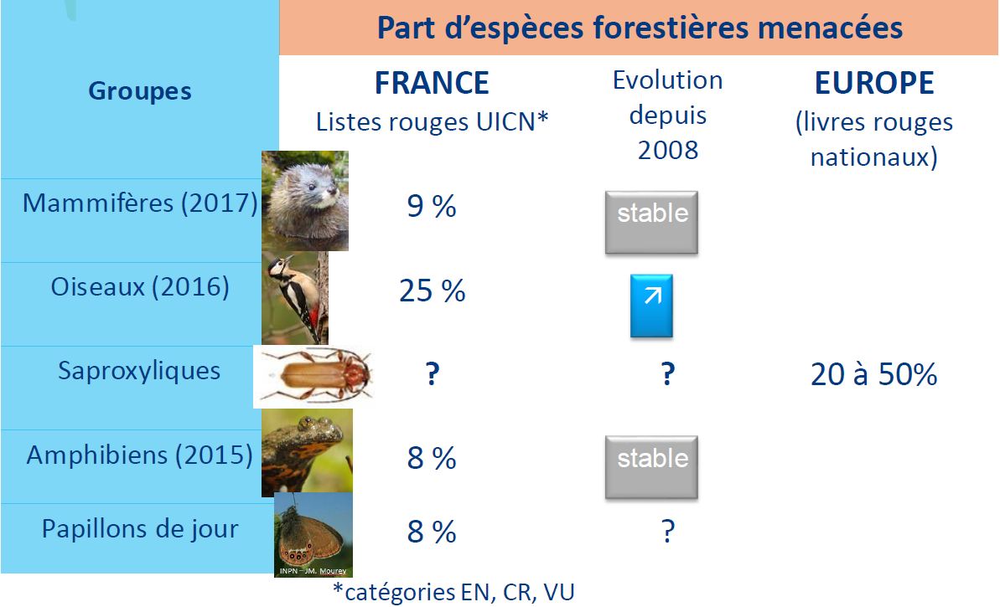 Part d’espèces forestières menacées
Groupes
FRANCE
Listes rouges UICN*
Evolution
depuis
2008
EUROPE
(livres rouges
nationaux)
Mammifères (2017)
9 %
stable
Oiseaux (2016)
25 %
↗
Saproxyliques
?
?
20 à 50%
Amphibiens (2015)
8 %
stable
Papillons de jour
8 %
?
INPN – JM. Mourey
*catégories EN, CR, VU